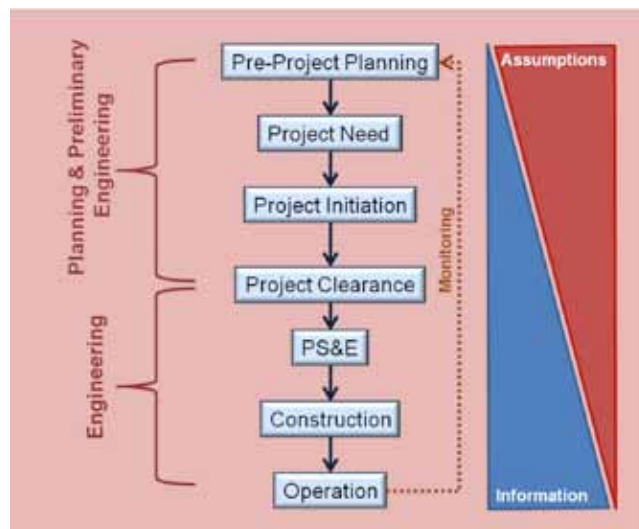 Pre-Project Planning
Project Need
Project Initiation
Project Clearance
PS&E
Construction
Operation
Planning & Preliminary
Engineering
Engineering
Monitoring
Assumptions
Information